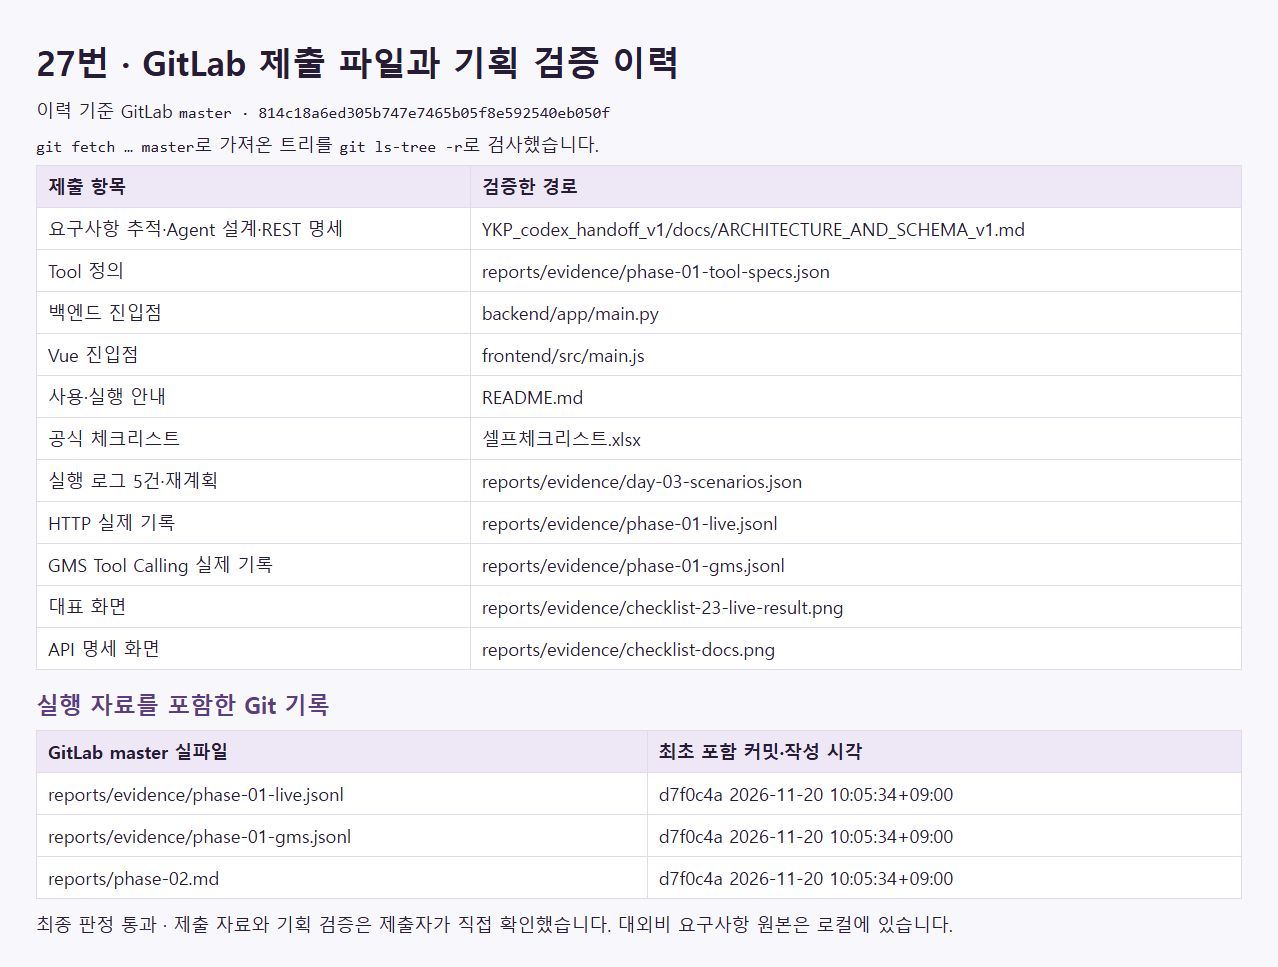 27번 · GitLab 제출 파일과 기획 검증 이력
이력 기준 GitLab master · 814c18a6ed305b747e7465b05f8e592540eb050f
git fetch … master로 가져온 트리를 git ls-tree -r로 검사했습니다.
제출 항목 검증한 경로
요구사항 추적·Agent 설계·REST 명세 YKP_codex_handoff_v1/docs/ARCHITECTURE_AND_SCHEMA_v1.md
Tool 정의 reports/evidence/phase-01-tool-specs.json
백엔드 진입점 backend/app/main.py
Vue 진입점 frontend/src/main.js
사용·실행 안내 README.md
공식 체크리스트 셀프체크리스트.xlsx
실행 로그 5건·재계획 reports/evidence/day-03-scenarios.json
HTTP 실제 기록 reports/evidence/phase-01-live.jsonl
GMS Tool Calling 실제 기록 reports/evidence/phase-01-gms.jsonl
대표 화면 reports/evidence/checklist-23-live-result.png
API 명세 화면 reports/evidence/checklist-docs.png
실행 자료를 포함한 Git 기록
GitLab master 실파일 최초 포함 커밋·작성 시각
reports/evidence/phase-01-live.jsonl d7f0c4a 2026-11-20 10:05:34+09:00
reports/evidence/phase-01-gms.jsonl d7f0c4a 2026-11-20 10:05:34+09:00
reports/phase-02.md d7f0c4a 2026-11-20 10:05:34+09:00
최종 판정 통과 · 제출 자료와 기획 검증은 제출자가 직접 확인했습니다. 대외비 요구사항 원본은 로컬에 있습니다.